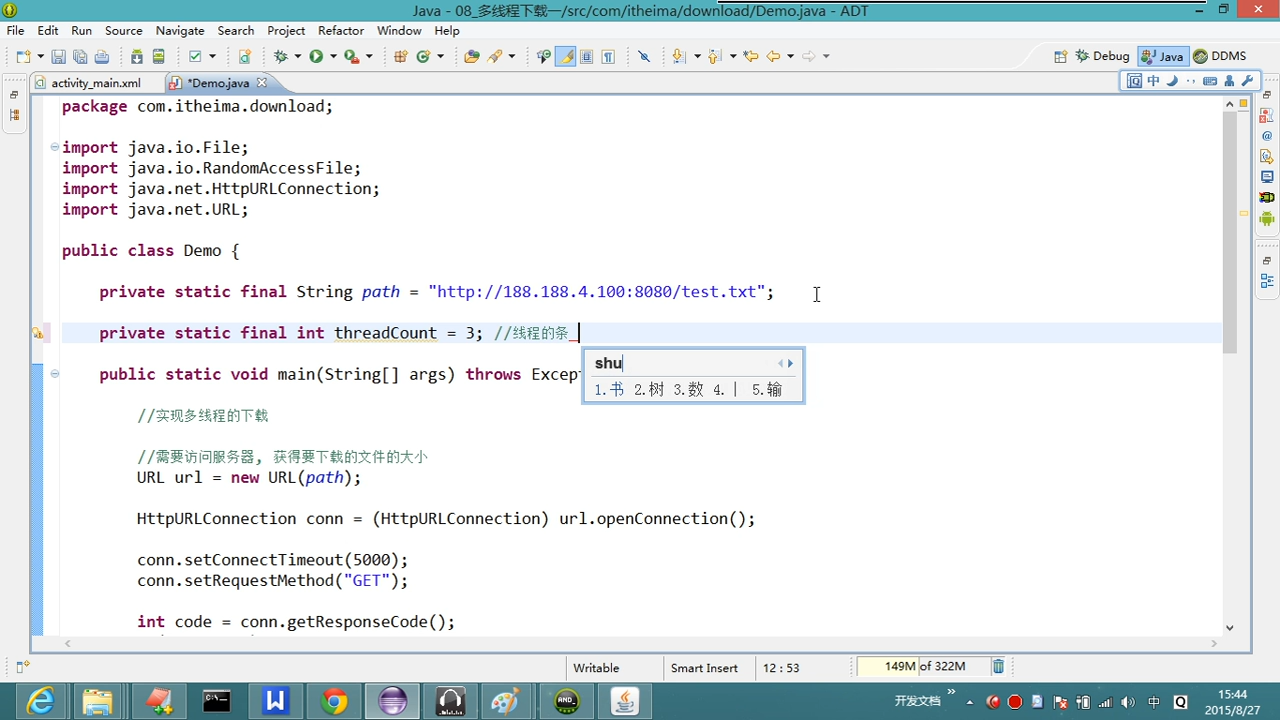 Java - 08_多线程下载一/src/com/itheima/download/Demo.java - ADT
File Edit Run Source Navigate Search Project Refactor Window Help
Debug Java DDMS
activity_main.xml *Demo.java
中
package com.itheima.download;
import java.io.File;
import java.io.RandomAccessFile;
import java.net.HttpURLConnection;
import java.net.URL;
public class Demo {
private static final String path = "http://188.188.4.100:8080/test.txt";
private static final int threadCount = 3; //线程的条
shu
1.书 2.树 3.数 4.丨 5.输
public static void main(String[] args) throws Except
//实现多线程的下载
//需要访问服务器, 获得要下载的文件的大小
URL url = new URL(path);
HttpURLConnection conn = (HttpURLConnection) url.openConnection();
conn.setConnectTimeout(5000);
conn.setRequestMethod("GET");
int code = conn.getResponseCode();
Writable Smart Insert 12 : 53 149M of 322M
开发文档 » 中 15:44
2015/8/27